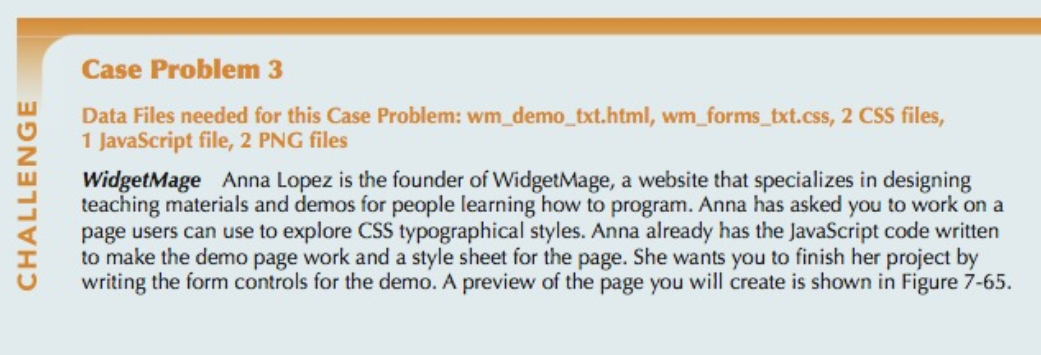 CHALLENGE
Case Problem 3
Data Files needed for this Case Problem: wm_demo_txt.html, wm_forms_txt.css, 2 CSS files,
1 JavaScript file, 2 PNG files
WidgetMage Anna Lopez is the founder of WidgetMage, a website that specializes in designing
teaching materials and demos for people learning how to program. Anna has asked you to work on a
page users can use to explore CSS typographical styles. Anna already has the JavaScript code written
to make the demo page work and a style sheet for the page. She wants you to finish her project by
writing the form controls for the demo. A preview of the page you will create is shown in Figure 7-65.